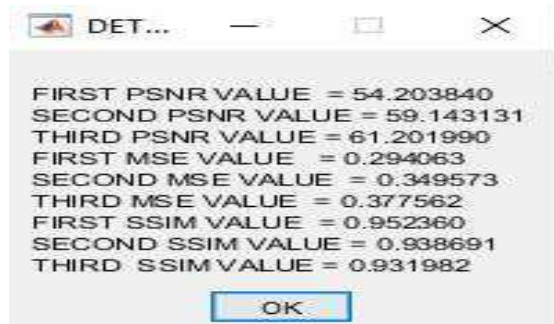 DET...
FIRST PSNR VALUE = 54.203840
SECOND PSNR VALUE = 59.143131
THIRD PSNR VALUE = 61.201990
FIRST MSE VALUE = 0.294063
SECOND MSE VALUE = 0.349573
THIRD MSE VALUE = 0.377562
FIRST SSIM VALUE = 0.952360
SECOND SSIM VALUE = 0.938691
THIRD SSIM VALUE = 0.931982
OK